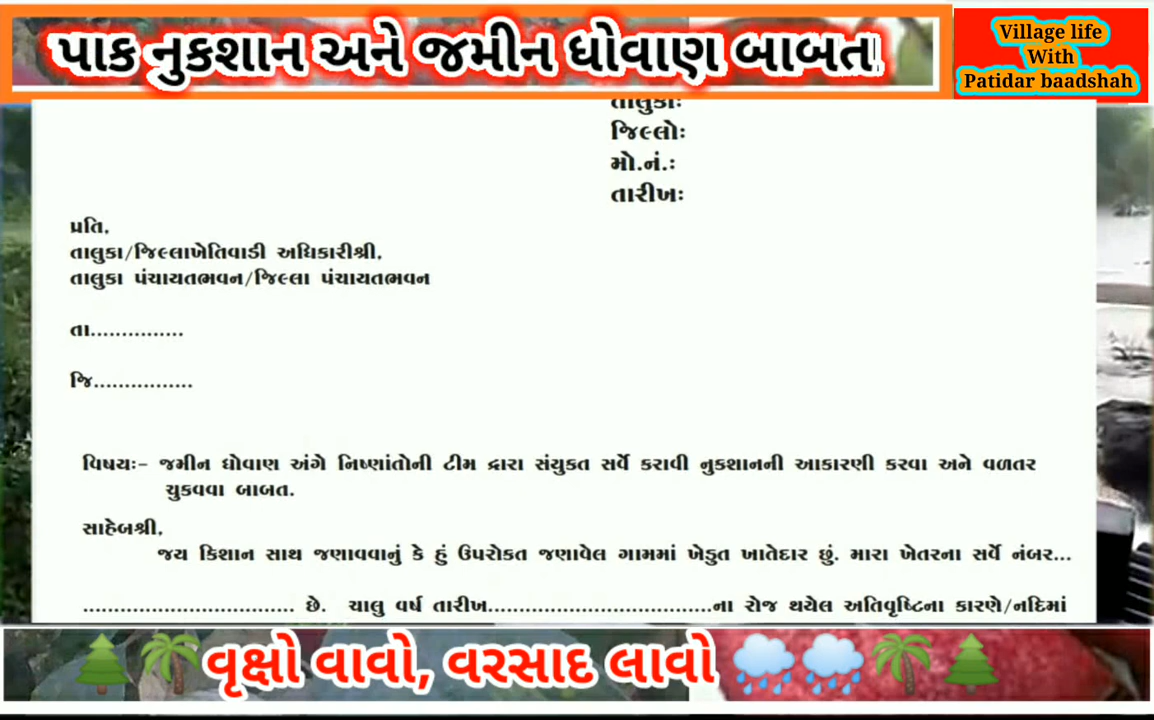 પાક નુકશાન અને જમીન ધોવાણ બાબત
Village life
With
Patidar baadshah
તાલુકોઃ
જિલ્લોઃ
મો.નં.:
તારીખઃ
પ્રતિ,
તાલુકા/જિલ્લાખેતિવાડી અધિકારીશ્રી,
તાલુકા પંચાયતભવન/જિલ્લા પંચાયતભવન
તા...............
જિ................
વિષયઃ- જમીન ધોવાણ અંગે નિષ્ણાંતોની ટીમ દ્રારા સંયુક્ત સર્વે કરાવી નુકશાનની આકારણી કરવા અને વળતર
ચુકવવા બાબત.
સાહેબશ્રી,
જય કિશાન સાથ જણાવવાનું કે હું ઉપરોકત જણાવેલ ગામમાં ખેડુત ખાતેદાર છું. મારા ખેતરના સર્વે નંબર...
.................................. છે. ચાલુ વર્ષ તારીખ....................................ના રોજ થયેલ અતિવૃષ્ટિના કારણે/નદિમાં
વૃક્ષો વાવો, વરસાદ લાવો